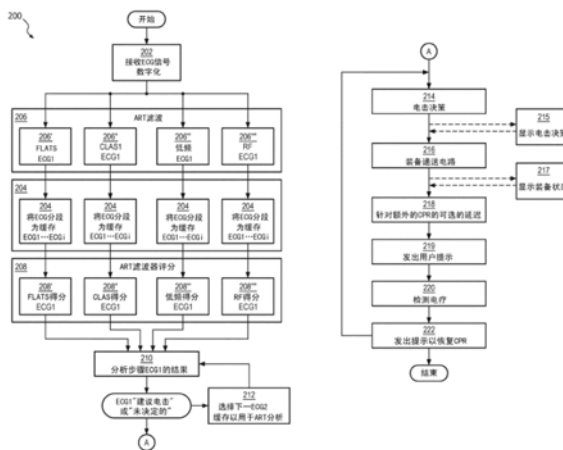 200
开始
202
接收ECG信号
数字化
206
ART滤波
206'
FLATS
ECG1
206"
CLAS1
ECG1
206"'
低频
ECG1
206""
RF
ECG1
204
204
将ECG分段
为缓存
ECG1···ECGi
204
将ECG分段
为缓存
ECG1···ECGi
204
将ECG分段
为缓存
ECG1···ECGi
204
将ECG分段
为缓存
ECG1···ECGi
208
ART滤波器评分
208'
FLATS得分
ECG1
208"
CLAS得分
ECG1
208"'
低频得分
ECG1
208""
RF得分
ECG1
210
分析步骤ECG1的结果
ECG1"建议电击"
或"未决定的"
212
选择下一ECG2
缓存以用于ART分析
A
A
214
电击决策
215
显示电击决策
216
装备递送电路
217
显示装备状态
218
针对额外的CPR的可选的延迟
219
发出用户提示
220
检测电疗
222
发出提示以恢复CPR
结束